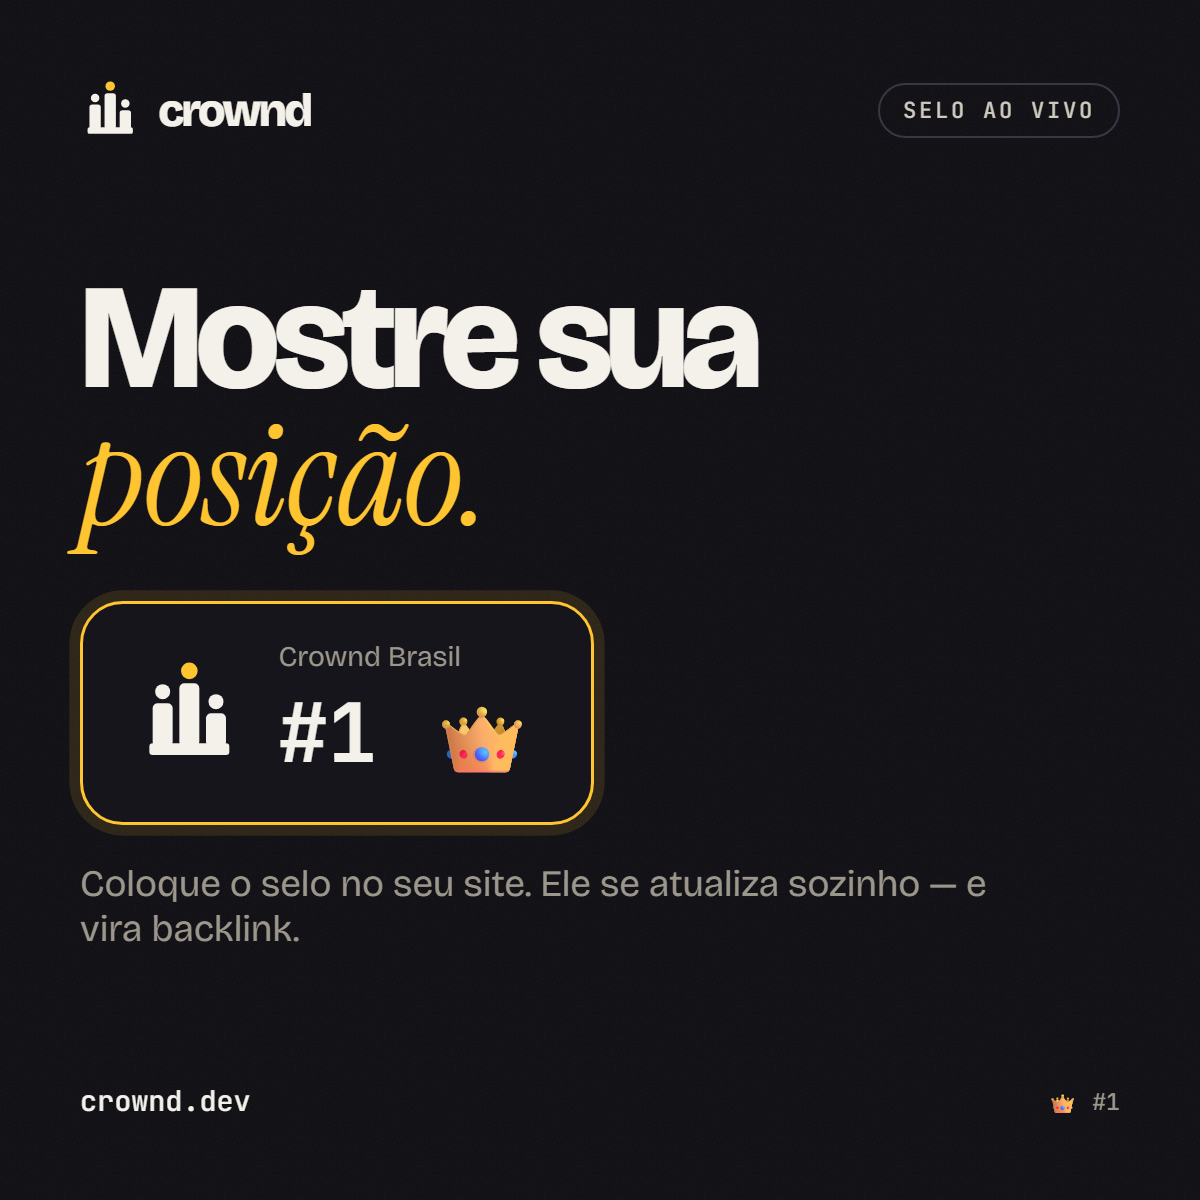 crownd
SELO AO VIVO
Mostre sua
posição.
Crownd Brasil
#1
Coloque o selo no seu site. Ele se atualiza sozinho — e
vira backlink.
crownd.dev
#1